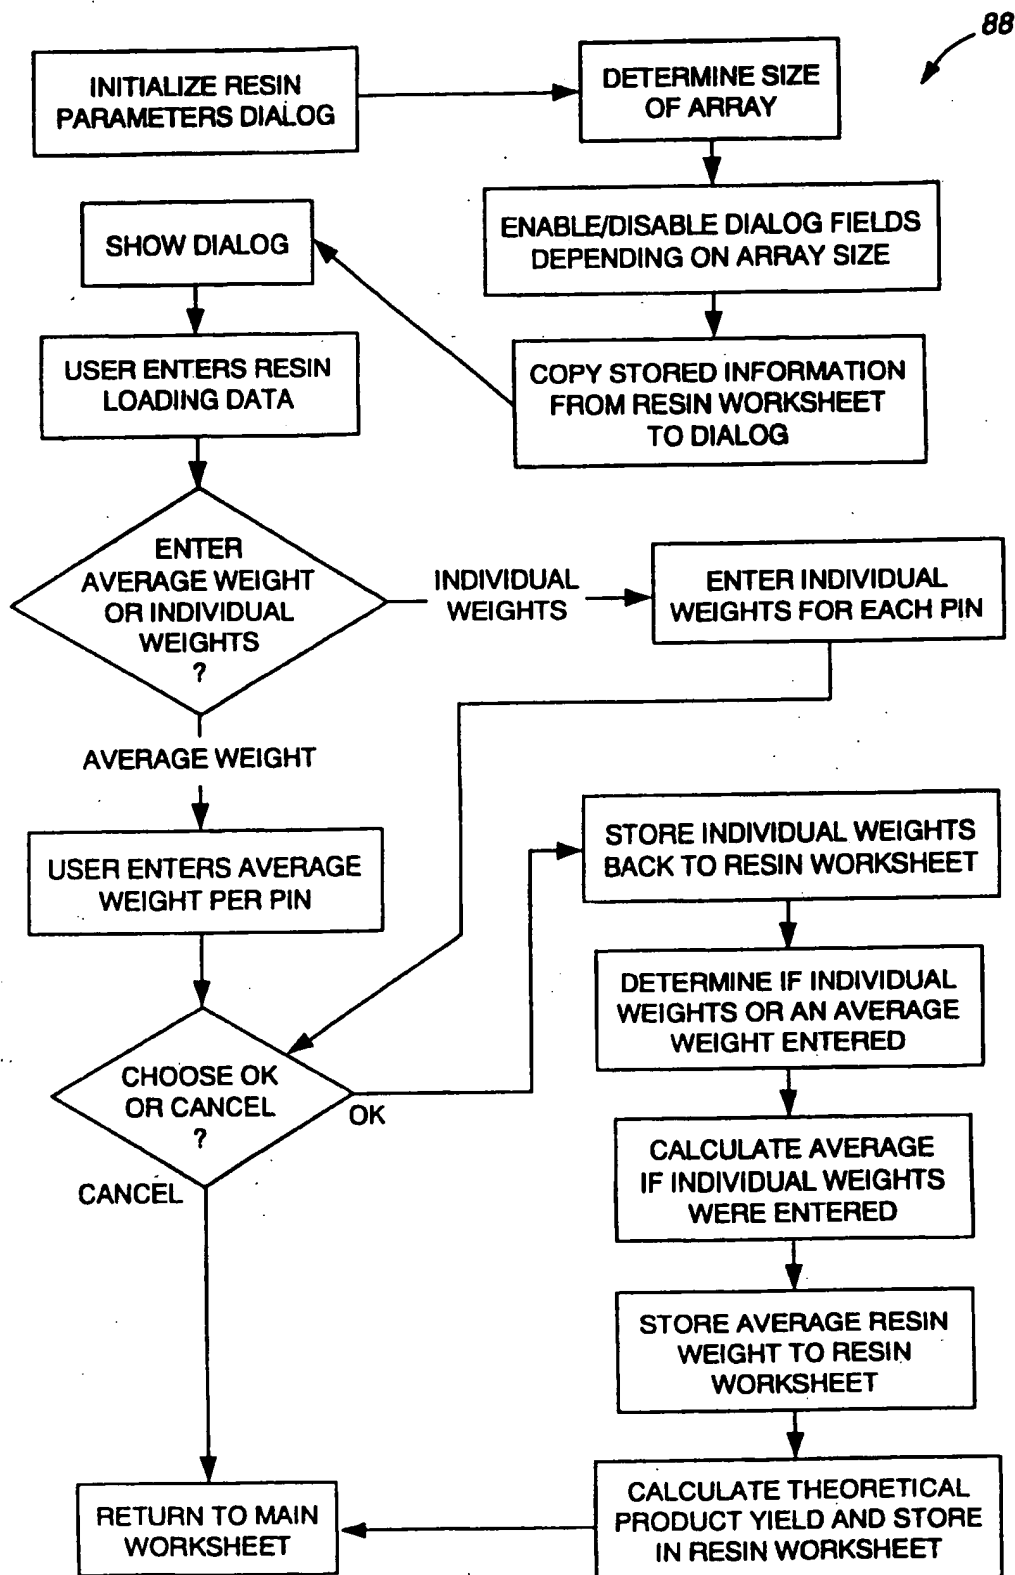 88
INITIALIZE RESIN
PARAMETERS DIALOG
DETERMINE SIZE
OF ARRAY
ENABLE/DISABLE DIALOG FIELDS
DEPENDING ON ARRAY SIZE
COPY STORED INFORMATION
FROM RESIN WORKSHEET
TO DIALOG
SHOW DIALOG
USER ENTERS RESIN
LOADING DATA
ENTER
AVERAGE WEIGHT
OR INDIVIDUAL
WEIGHTS
?
INDIVIDUAL
WEIGHTS
ENTER INDIVIDUAL
WEIGHTS FOR EACH PIN
AVERAGE WEIGHT
USER ENTERS AVERAGE
WEIGHT PER PIN
CHOOSE OK
OR CANCEL
?
OK
CANCEL
STORE INDIVIDUAL WEIGHTS
BACK TO RESIN WORKSHEET
DETERMINE IF INDIVIDUAL
WEIGHTS OR AN AVERAGE
WEIGHT ENTERED
CALCULATE AVERAGE
IF INDIVIDUAL WEIGHTS
WERE ENTERED
STORE AVERAGE RESIN
WEIGHT TO RESIN
WORKSHEET
CALCULATE THEORETICAL
PRODUCT YIELD AND STORE
IN RESIN WORKSHEET
RETURN TO MAIN
WORKSHEET